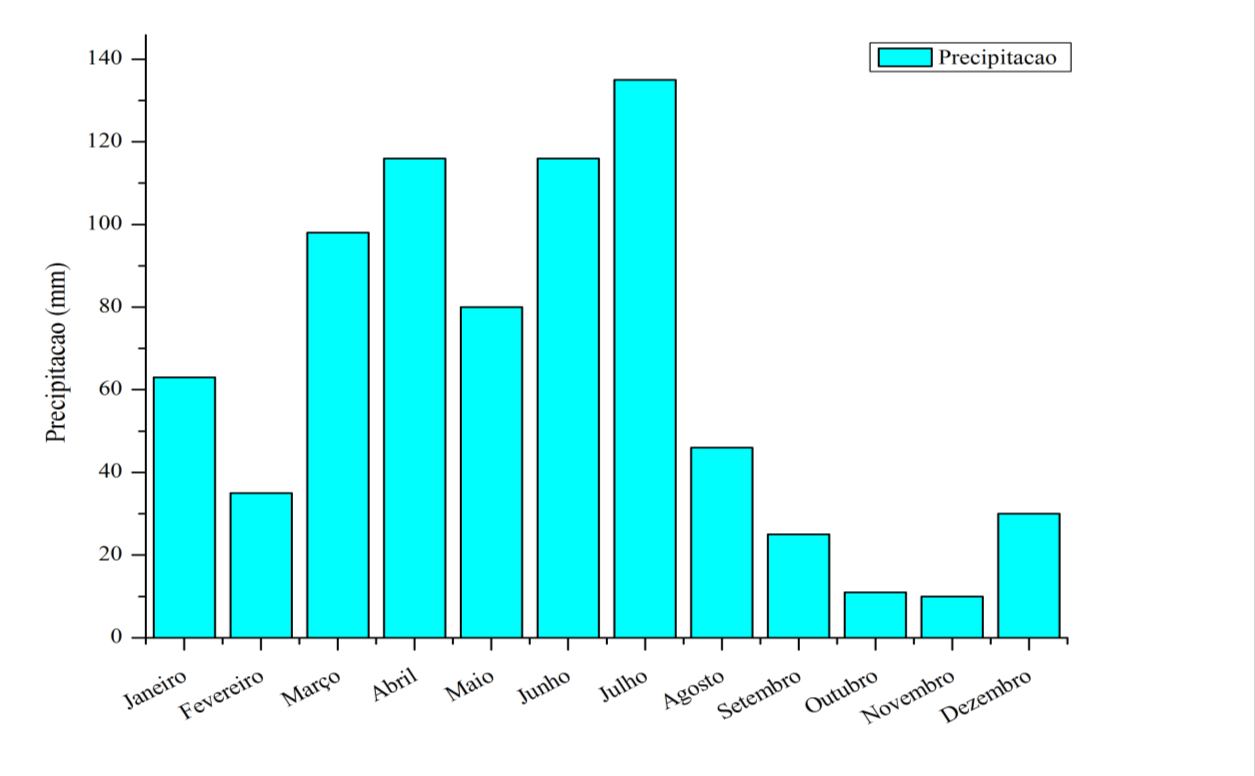 Precipitacao
140
120
100
80
60
40
20
0
Precipitacao (mm)
Janeiro
Fevereiro
Março
Abril
Maio
Junho
Julho
Agosto
Setembro
Outubro
Novembro
Dezembro